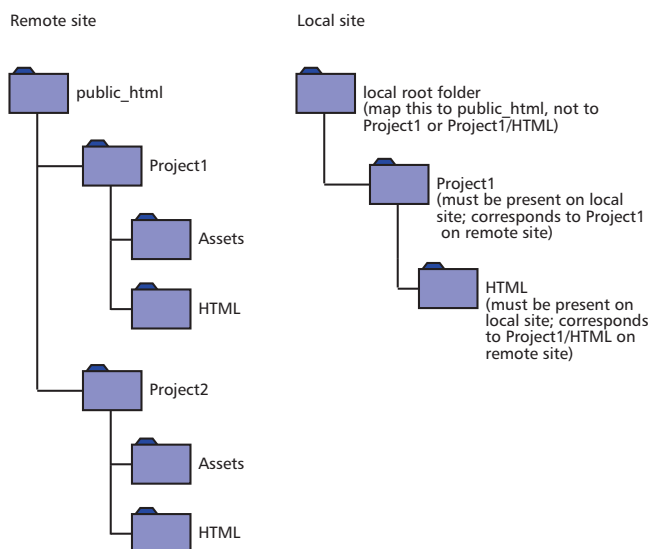 Remote site
public_html
Project1
Assets
HTML
Project2
Assets
HTML
Local site
local root folder
(map this to public_html, not to
Project1 or Project1/HTML)
Project1
(must be present on local
site; corresponds to Project1
on remote site)
HTML
(must be present on
local site; corresponds
to Project1/HTML on
remote site)